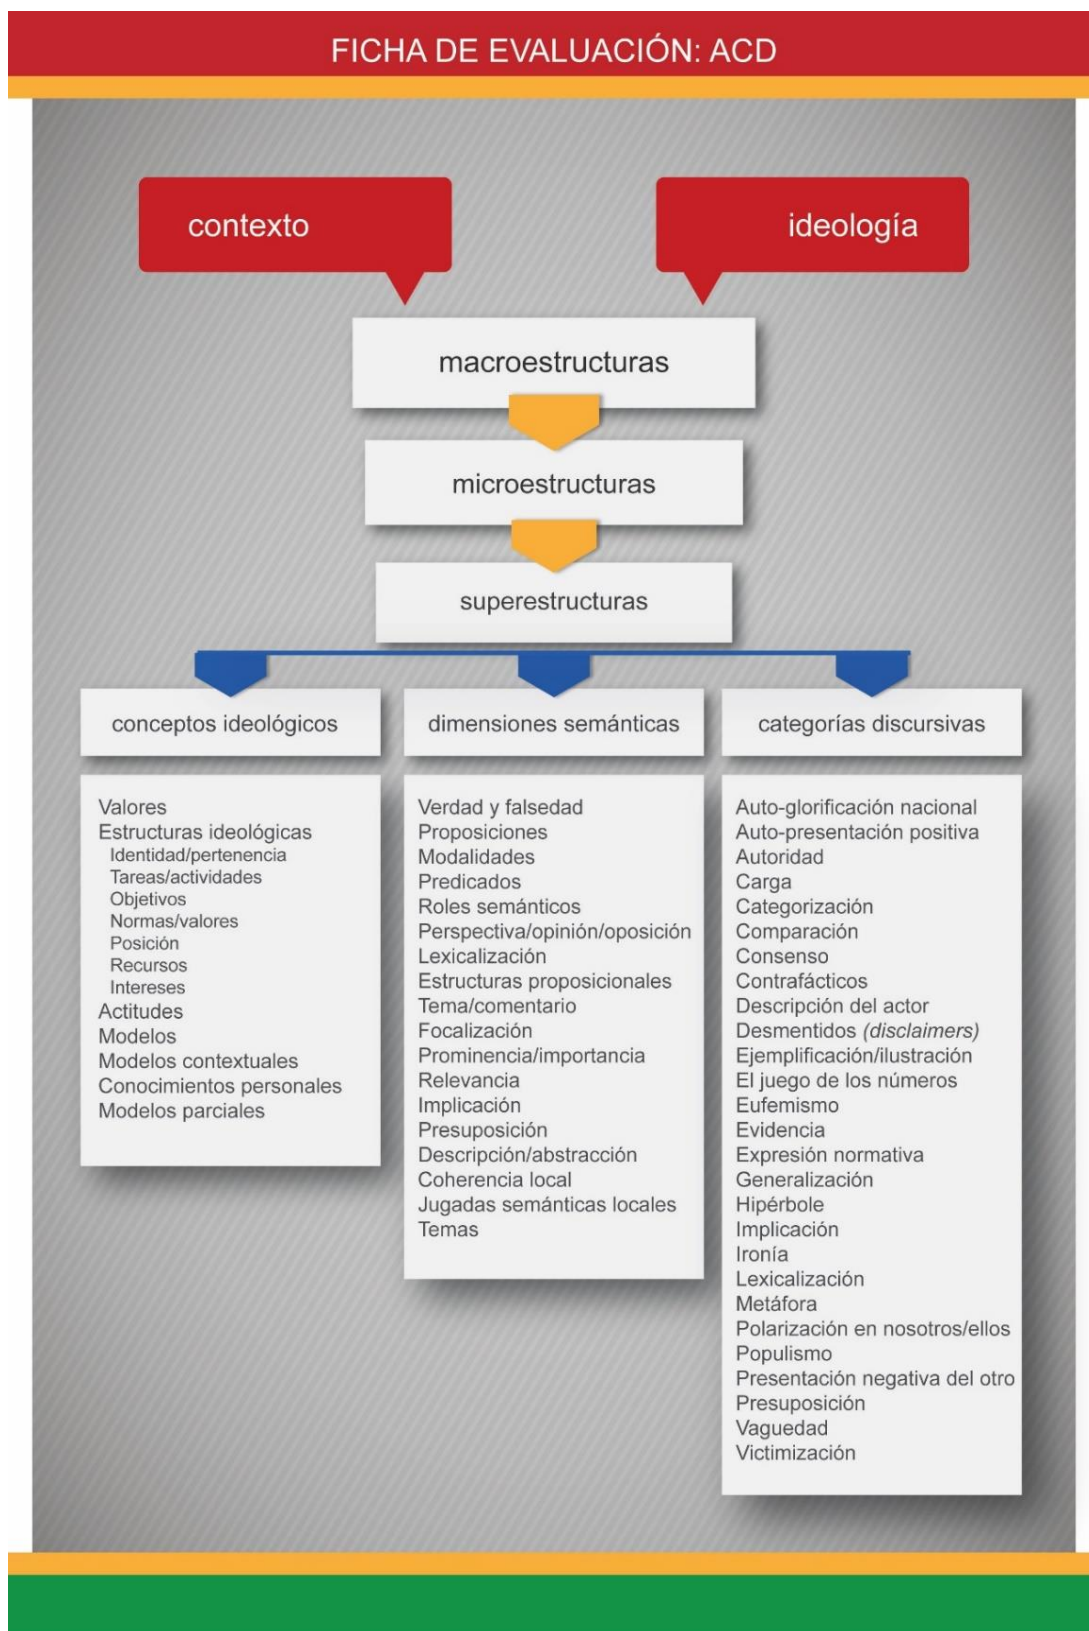 FICHA DE EVALUACIÓN: ACD
contexto
ideología
macroestructuras
microestructuras
superestructuras
conceptos ideológicos
Valores
Estructuras ideológicas
Identidad/pertenencia
Tareas/actividades
Objetivos
Normas/valores
Posición
Recursos
Intereses
Actitudes
Modelos
Modelos contextuales
Conocimientos personales
Modelos parciales
dimensiones semánticas
Verdad y falsedad
Proposiciones
Modalidades
Predicados
Roles semánticos
Perspectiva/opinión/oposición
Lexicalización
Estructuras proposicionales
Tema/comentario
Focalización
Prominencia/importancia
Relevancia
Implicación
Presuposición
Descripción/abstracción
Coherencia local
Jugadas semánticas locales
Temas
categorías discursivas
Auto-glorificación nacional
Auto-presentación positiva
Autoridad
Carga
Categorización
Comparación
Consenso
Contrafácticos
Descripción del actor
Desmentidos (disclaimers)
Ejemplificación/ilustración
El juego de los números
Eufemismo
Evidencia
Expresión normativa
Generalización
Hipérbole
Implicación
Ironía
Lexicalización
Metáfora
Polarización en nosotros/ellos
Populismo
Presentación negativa del otro
Presuposición
Vaguedad
Victimización